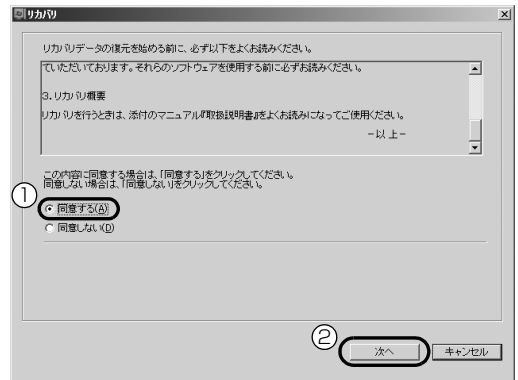 リカバリ
リカバリデータの復元を始める前に、必ず以下をよくお読みください。
ていただいております。それらのソフトウェアを使用する前に必ずお読みください。
3. リカバリ概要
リカバリを行うときは、添付のマニュアル『取扱説明書』をよくお読みになってご使用ください。
－以 上－
この内容に同意する場合は、「同意する」をクリックしてください。
同意しない場合は、「同意しない」をクリックしてください。
①
同意する(A)
同意しない(D)
②
次へ
キャンセル